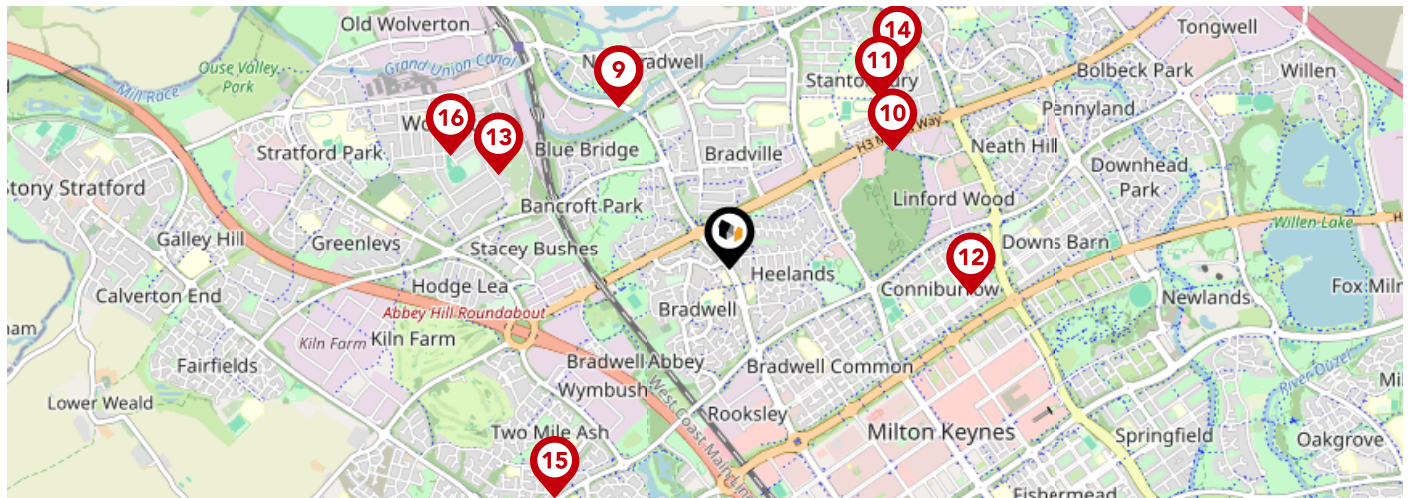 Old Wolverton
14
Tongwell
Grand Union Canal
9
11
Ouse Valley
Park
Mill Race
Stantonbury
Bolbeck Park
Willen
16
13
10
Pennyland
Stratford Park
Blue Bridge
Bradville
H3 M
Way
Neath Hill
Downhead
Park
Stony Stratford
Bancroft Park
Linford Wood
Willen Lake
Galley Hill
Greenleys
Stacey Bushes
12
Downs Barn
Heelands
Calverton End
Hodge Lea
Conniburrow
Newlands
Fox Miln
Abbey Hill Roundabout
Bradwell
ham
Kiln Farm
Kiln Farm
Fairfields
Bradwell Abbey
Bradwell Common
River Ouzel
Wymbush
West Coast Main Line
Lower Weald
Rooksley
Two Mile Ash
Milton Keynes
Springfield
Oakgrove
15
Fishermead